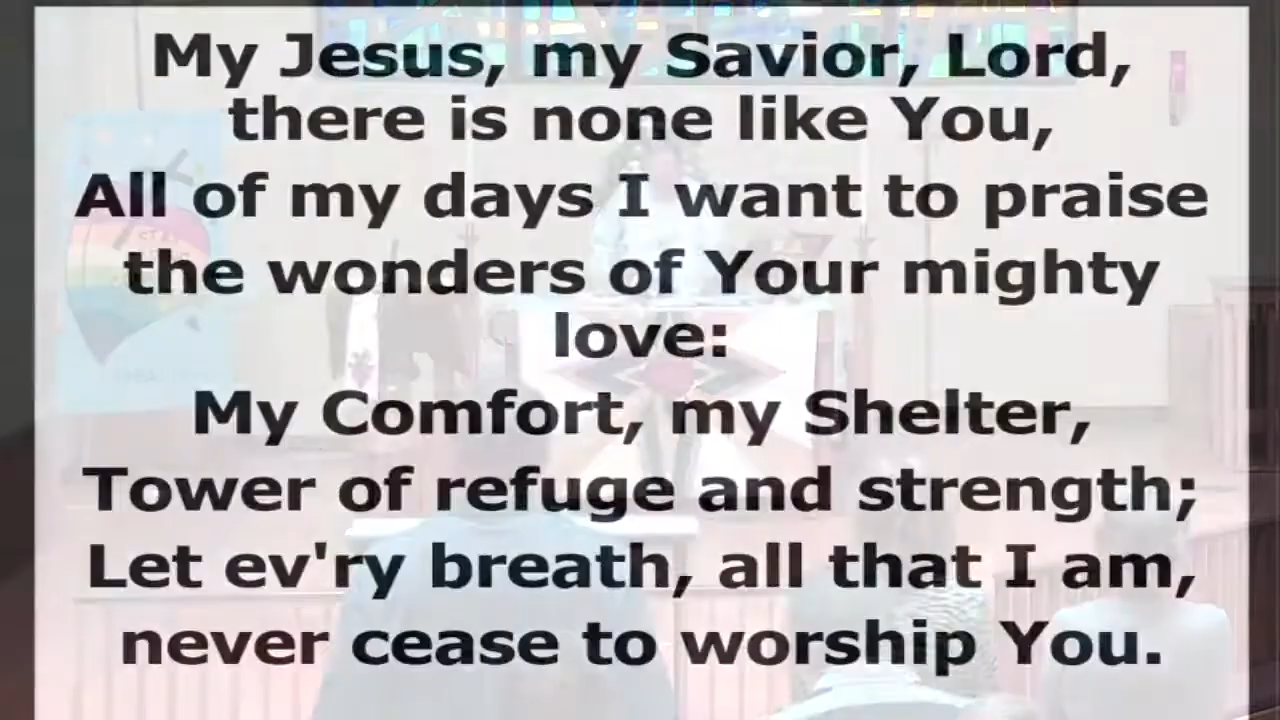 My Jesus, my Savior, Lord,
there is none like You,
All of my days I want to praise
the wonders of Your mighty
love:
My Comfort, my Shelter,
Tower of refuge and strength;
Let ev'ry breath, all that I am,
never cease to worship You.